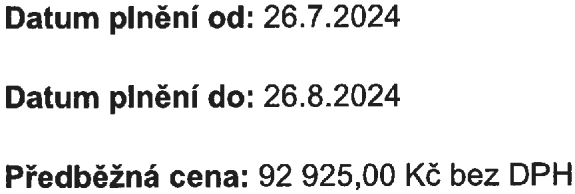 Datum plnění od: 26.7.2024
Datum plnění do: 26.8.2024
Předběžná cena: 92 925,00 Kč bez DPH